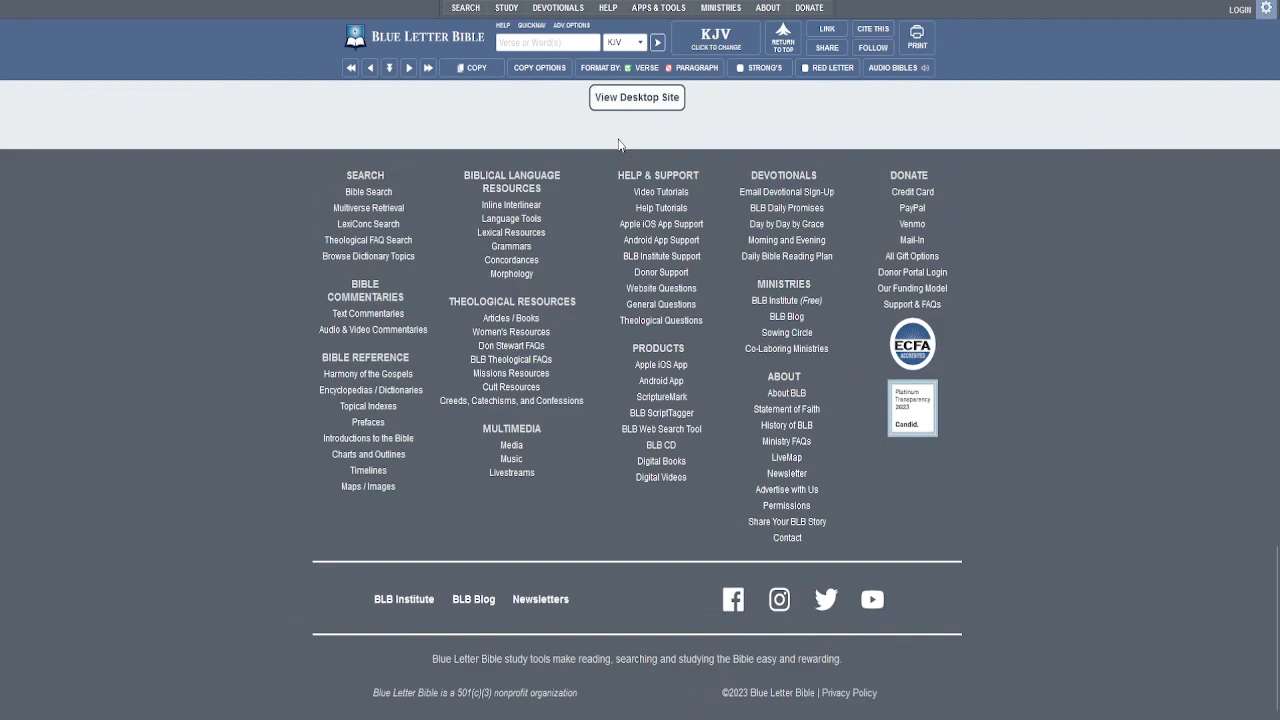 SEARCH STUDY DEVOTIONALS HELP APPS & TOOLS MINISTRIES ABOUT DONATE
LOGIN
HELP QUICKNAV ADV. OPTIONS
BLUE LETTER BIBLE
Verse or Word(s)
KJV
KJV
CLICK TO CHANGE
RETURN
TO TOP
LINK
CITE THIS
SHARE
FOLLOW
PRINT
COPY
COPY OPTIONS
FORMAT BY: VERSE PARAGRAPH
STRONG'S
RED LETTER
AUDIO BIBLES
View Desktop Site
SEARCH
Bible Search
Multiverse Retrieval
LexiConc Search
Theological FAQ Search
Browse Dictionary Topics
BIBLE
COMMENTARIES
Text Commentaries
Audio & Video Commentaries
BIBLE REFERENCE
Harmony of the Gospels
Encyclopedias / Dictionaries
Topical Indexes
Prefaces
Introductions to the Bible
Charts and Outlines
Timelines
Maps / Images
BIBLICAL LANGUAGE
RESOURCES
Inline Interlinear
Language Tools
Lexical Resources
Grammars
Concordances
Morphology
THEOLOGICAL RESOURCES
Articles / Books
Women's Resources
Don Stewart FAQs
BLB Theological FAQs
Missions Resources
Cult Resources
Creeds, Catechisms, and Confessions
MULTIMEDIA
Media
Music
Livestreams
HELP & SUPPORT
Video Tutorials
Help Tutorials
Apple iOS App Support
Android App Support
BLB Institute Support
Donor Support
Website Questions
General Questions
Theological Questions
PRODUCTS
Apple iOS App
Android App
ScriptureMark
BLB ScriptTagger
BLB Web Search Tool
BLB CD
Digital Books
Digital Videos
DEVOTIONALS
Email Devotional Sign-Up
BLB Daily Promises
Day by Day by Grace
Morning and Evening
Daily Bible Reading Plan
MINISTRIES
BLB Institute (Free)
BLB Blog
Sowing Circle
Co-Laboring Ministries
ABOUT
About BLB
Statement of Faith
History of BLB
Ministry FAQs
LiveMap
Newsletter
Advertise with Us
Permissions
Share Your BLB Story
Contact
DONATE
Credit Card
PayPal
Venmo
Mail-In
All Gift Options
Donor Portal Login
Our Funding Model
Support & FAQs
ECFA
ACCREDITED
Platinum
Transparency
2023
Candid.
BLB Institute BLB Blog Newsletters
Blue Letter Bible study tools make reading, searching and studying the Bible easy and rewarding.
Blue Letter Bible is a 501(c)(3) nonprofit organization
©2023 Blue Letter Bible | Privacy Policy